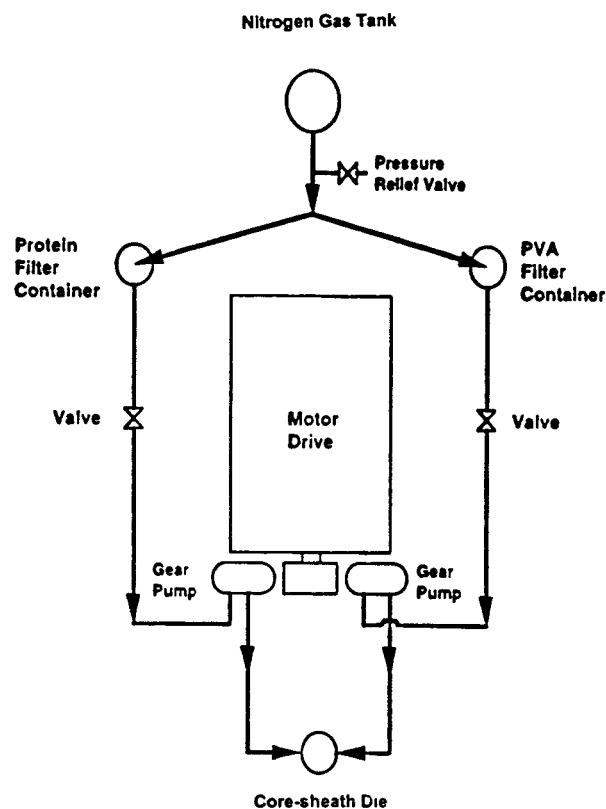 Nitrogen Gas Tank
Pressure
Relief Valve
Protein
Filter
Container
PVA
Filter
Container
Valve
Motor
Drive
Valve
Gear
Pump
Gear
Pump
Core-sheath Die